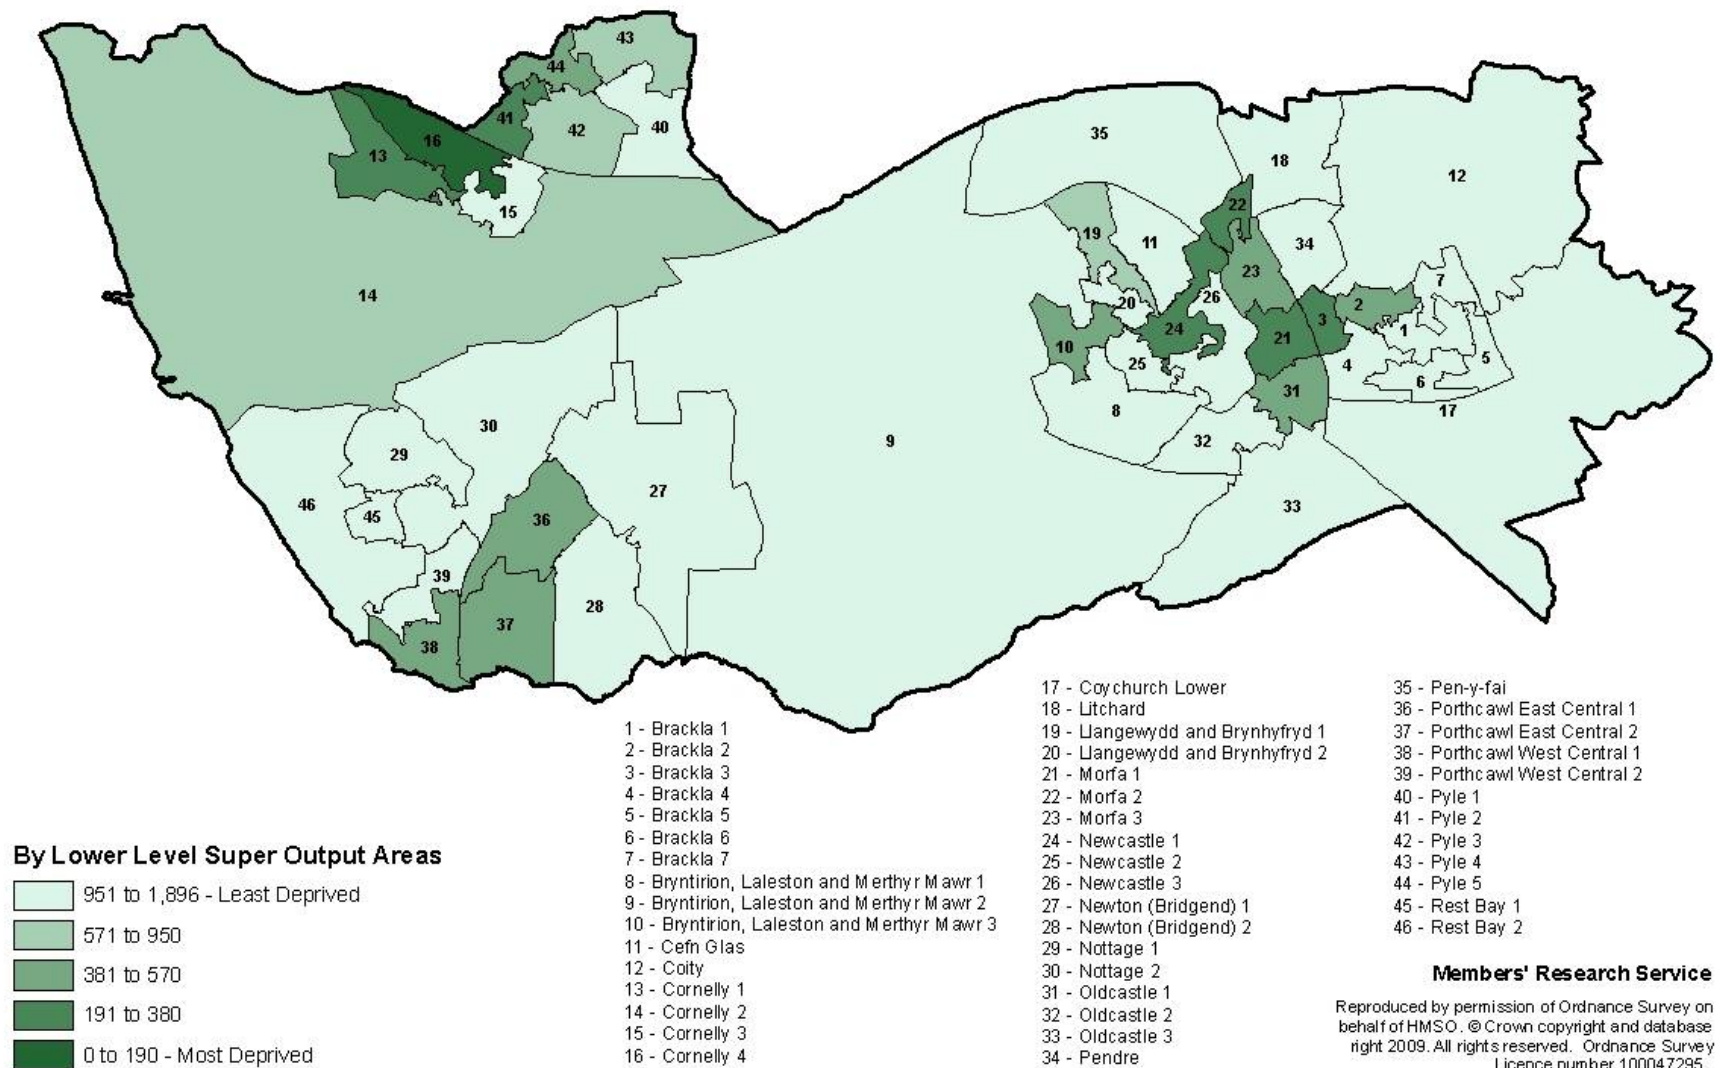 43
44
41
42
40
16
13
15
14
35
18
12
22
19
11
34
23
7
20
26
2
3
1
24
21
10
25
4
5
6
31
8
17
30
32
9
29
27
46
45
36
33
39
28
37
38
By Lower Level Super Output Areas
951 to 1,896 - Least Deprived
571 to 950
381 to 570
191 to 380
0 to 190 - Most Deprived
1 - Brackla 1
2 - Brackla 2
3 - Brackla 3
4 - Brackla 4
5 - Brackla 5
6 - Brackla 6
7 - Brackla 7
8 - Bryntirion, Laleston and Merthyr Mawr 1
9 - Bryntirion, Laleston and Merthyr Mawr 2
10 - Bryntirion, Laleston and Merthyr Mawr 3
11 - Cefn Glas
12 - Coity
13 - Cornelly 1
14 - Cornelly 2
15 - Cornelly 3
16 - Cornelly 4
17 - Coychurch Lower
18 - Litchard
19 - Llangewydd and Brynhyfryd 1
20 - Llangewydd and Brynhyfryd 2
21 - Morfa 1
22 - Morfa 2
23 - Morfa 3
24 - Newcastle 1
25 - Newcastle 2
26 - Newcastle 3
27 - Newton (Bridgend) 1
28 - Newton (Bridgend) 2
29 - Nottage 1
30 - Nottage 2
31 - Oldcastle 1
32 - Oldcastle 2
33 - Oldcastle 3
34 - Pendre
35 - Pen-y-fai
36 - Porthcawl East Central 1
37 - Porthcawl East Central 2
38 - Porthcawl West Central 1
39 - Porthcawl West Central 2
40 - Pyle 1
41 - Pyle 2
42 - Pyle 3
43 - Pyle 4
44 - Pyle 5
45 - Rest Bay 1
46 - Rest Bay 2
Members' Research Service
Reproduced by permission of Ordnance Survey on
behalf of HMSO. © Crown copyright and database
right 2009. All rights reserved. Ordnance Survey
Licence number 100047295.